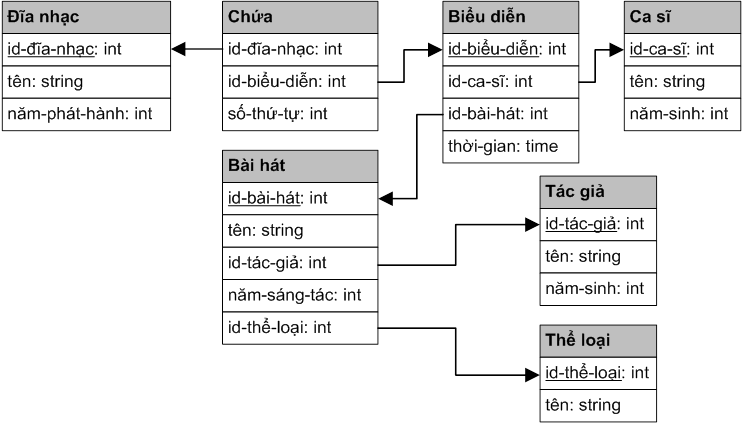 Đĩa nhạc
id-đĩa-nhạc: int
tên: string
năm-phát-hành: int
Chứa
id-đĩa-nhạc: int
id-biểu-diễn: int
số-thứ-tự: int
Biểu diễn
id-biểu-diễn: int
id-ca-sĩ: int
id-bài-hát: int
thời-gian: time
Ca sĩ
id-ca-sĩ: int
tên: string
năm-sinh: int
Bài hát
id-bài-hát: int
tên: string
id-tác-giả: int
năm-sáng-tác: int
id-thể-loại: int
Tác giả
id-tác-giả: int
tên: string
năm-sinh: int
Thể loại
id-thể-loại: int
tên: string